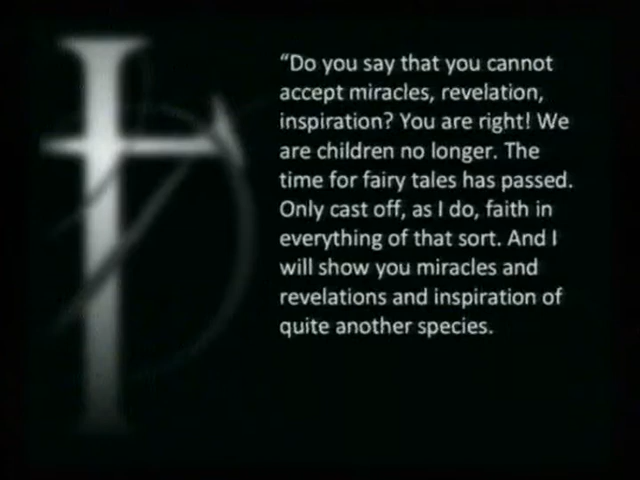 “Do you say that you cannot
accept miracles, revelation,
inspiration? You are right! We
are children no longer. The
time for fairy tales has passed.
Only cast off, as I do, faith in
everything of that sort. And I
will show you miracles and
revelations and inspiration of
quite another species.